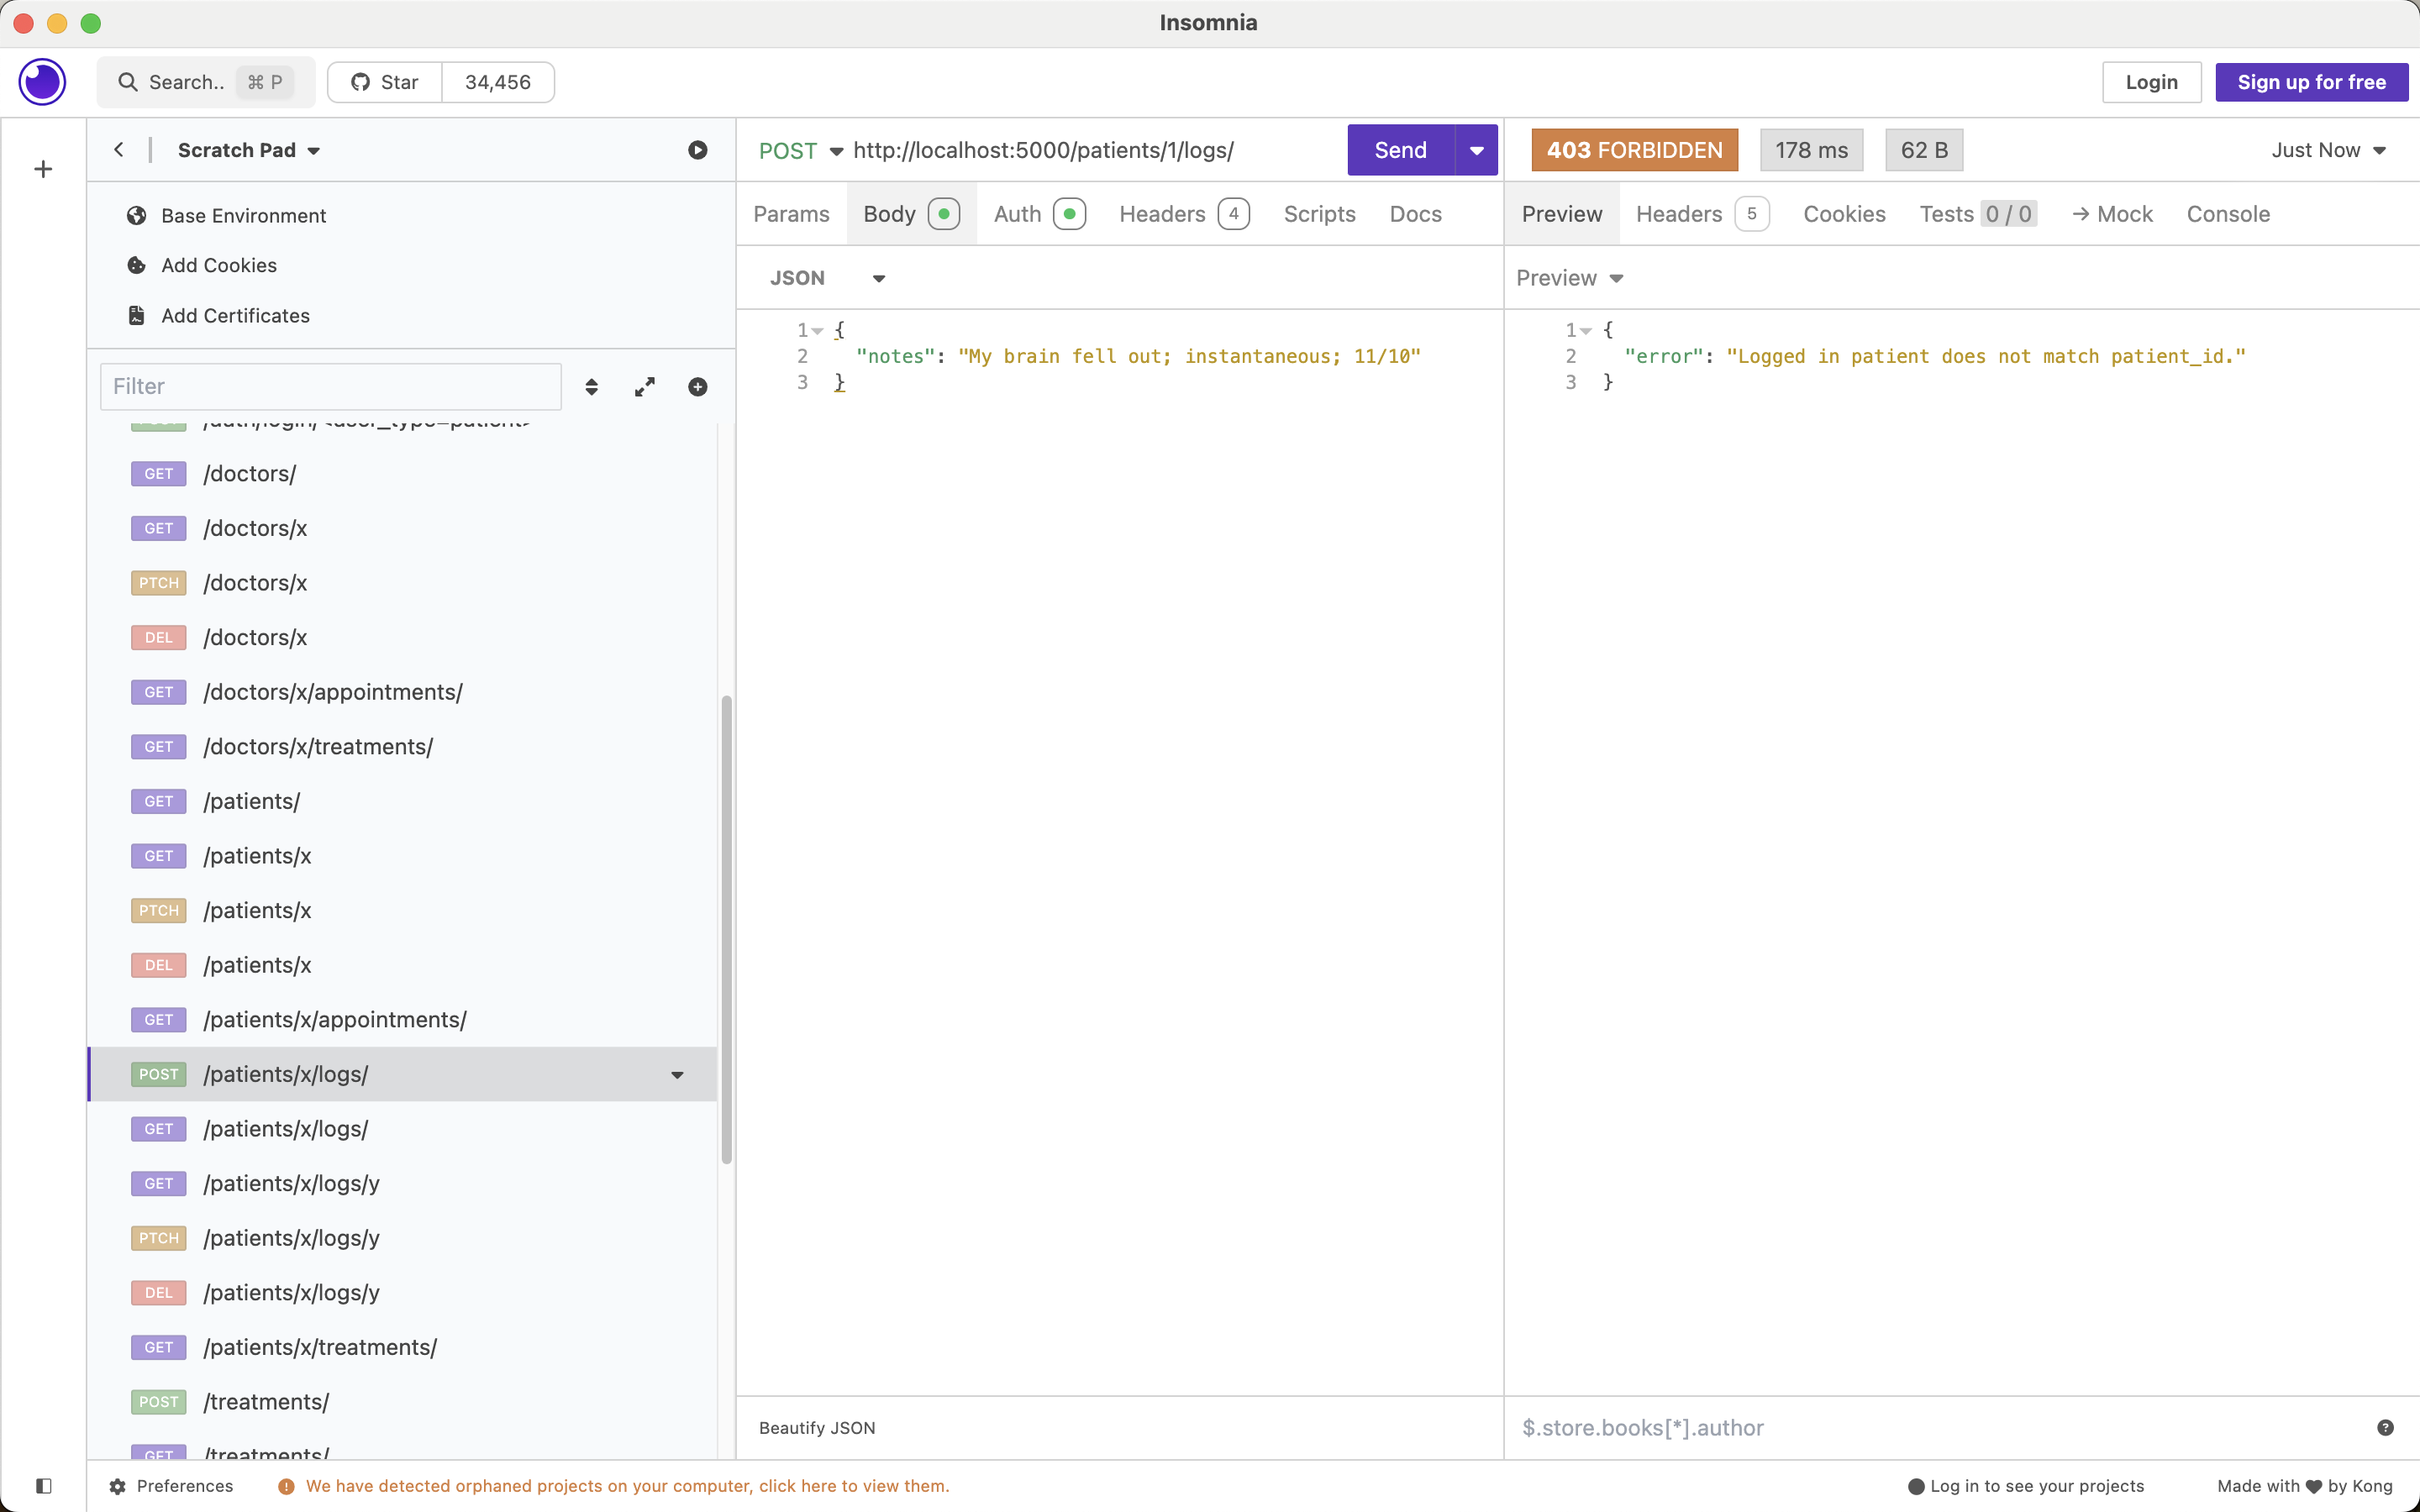 Insomnia
Search.. ⌘ P
Star 34,456
Login
Sign up for free
Scratch Pad
Base Environment
Add Cookies
Add Certificates
Filter
/auth/login/<user_type=patient>
GET /doctors/
GET /doctors/x
PTCH /doctors/x
DEL /doctors/x
GET /doctors/x/appointments/
GET /doctors/x/treatments/
GET /patients/
GET /patients/x
PTCH /patients/x
DEL /patients/x
GET /patients/x/appointments/
POST /patients/x/logs/
GET /patients/x/logs/
GET /patients/x/logs/y
PTCH /patients/x/logs/y
DEL /patients/x/logs/y
GET /patients/x/treatments/
POST /treatments/
GET /treatments/
POST http://localhost:5000/patients/1/logs/ Send
Params Body Auth Headers 4 Scripts Docs
JSON
1 {
2 "notes": "My brain fell out; instantaneous; 11/10"
3 }
Beautify JSON
403 FORBIDDEN 178 ms 62 B Just Now
Preview Headers 5 Cookies Tests 0 / 0 → Mock Console
Preview
1 {
2 "error": "Logged in patient does not match patient_id."
3 }
$.store.books[*].author
Preferences
We have detected orphaned projects on your computer, click here to view them.
Log in to see your projects
Made with ♥ by Kong